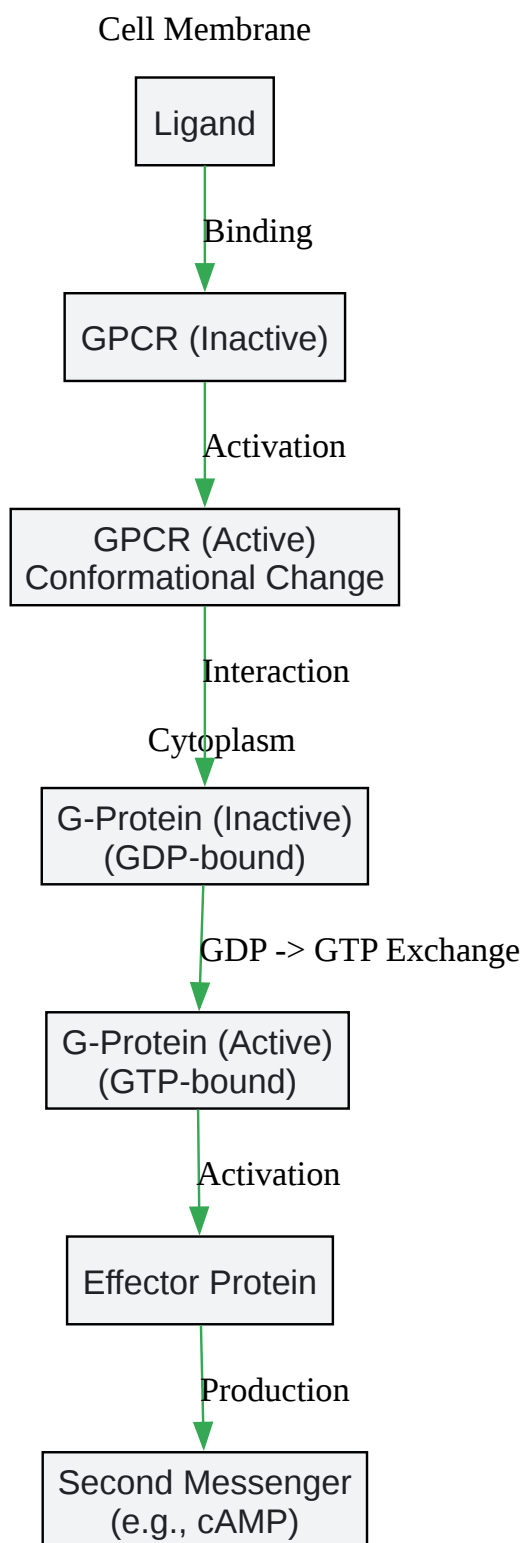 Cell Membrane
Ligand
Binding
GPCR (Inactive)
Activation
GPCR (Active)
Conformational Change
Interaction
Cytoplasm
G-Protein (Inactive)
(GDP-bound)
GDP -> GTP Exchange
G-Protein (Active)
(GTP-bound)
Activation
Effector Protein
Production
Second Messenger
(e.g., cAMP)